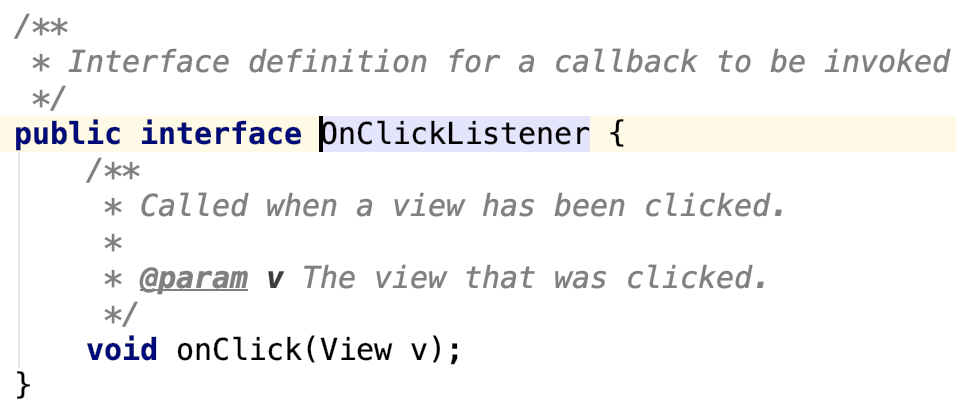 /**
 * Interface definition for a callback to be invoked
 */
public interface OnClickListener {
    /**
     * Called when a view has been clicked.
     *
     * @param v The view that was clicked.
     */
    void onClick(View v);
}